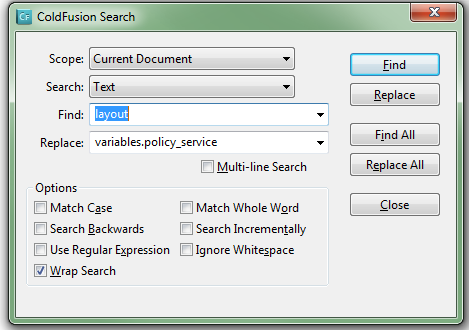 CF ColdFusion Search
Scope: Current Document
Find
Search: Text
Replace
Find: layout
Replace: variables.policy_service
Find All
Multi-line Search
Replace All
Options
Match Case Match Whole Word
Close
Search Backwards Search Incrementally
Use Regular Expression Ignore Whitespace
Wrap Search